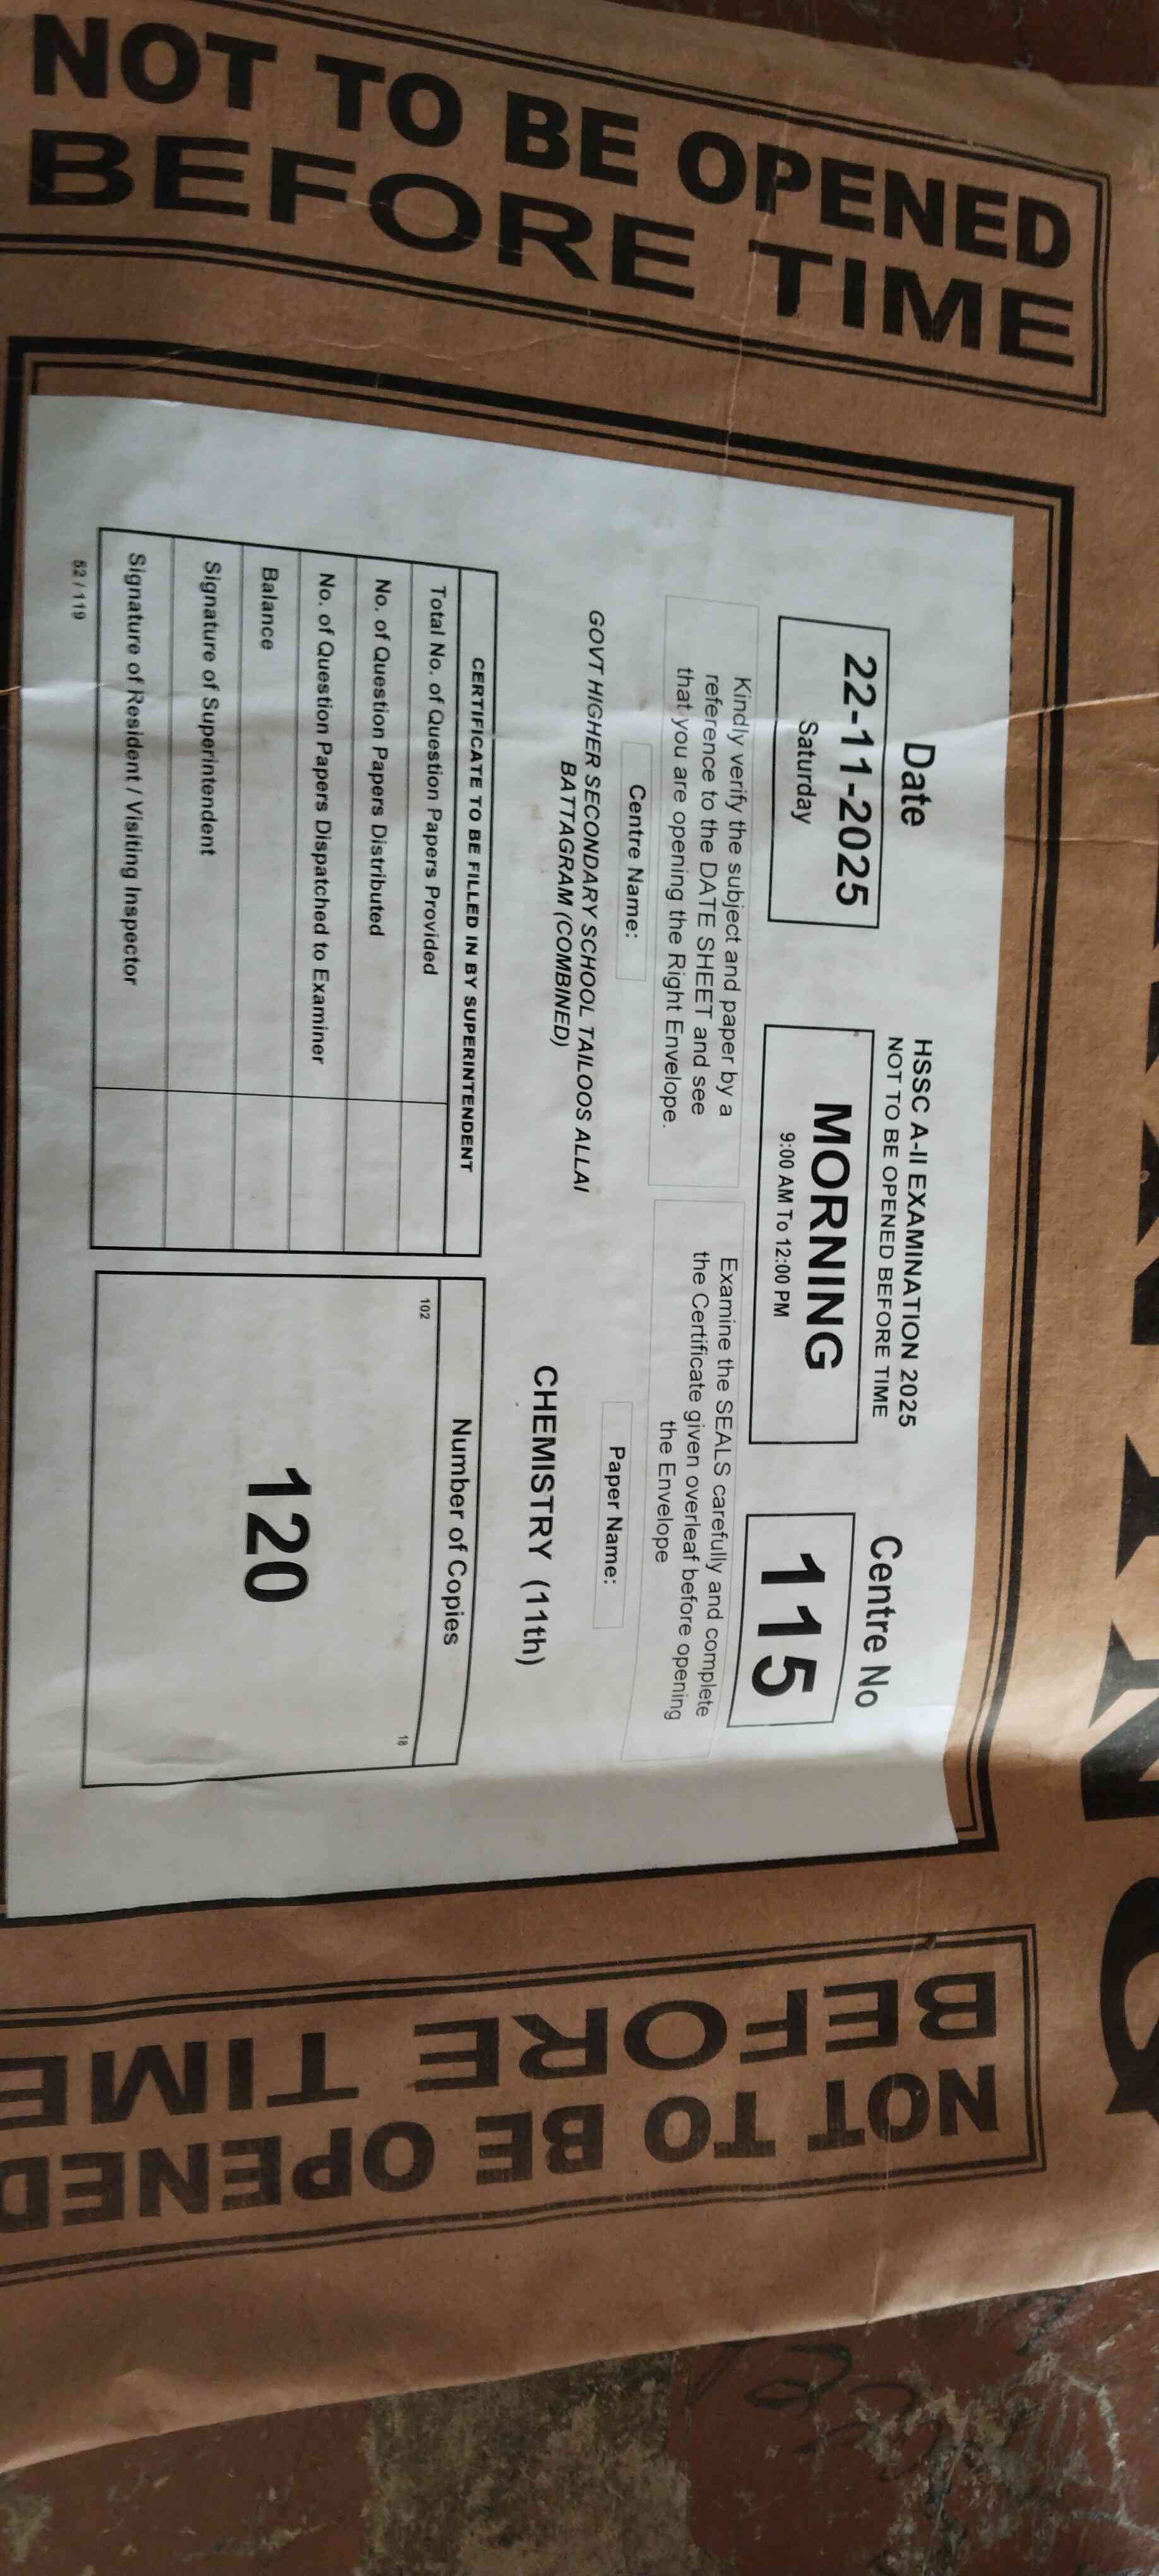 NOT TO BE OPENED
BEFORE TIME
HSSC A-II EXAMINATION 2025
NOT TO BE OPENED BEFORE TIME
Date
22-11-2025
Saturday
MORNING
9:00 AM To 12:00 PM
Centre No
115
Kindly verify the subject and paper by a
reference to the DATE SHEET and see
that you are opening the Right Envelope.
Examine the SEALS carefully and complete
the Certificate given overleaf before opening
the Envelope
Centre Name:
GOVT HIGHER SECONDARY SCHOOL TAILOOS ALLAI
BATTAGRAM (COMBINED)
Paper Name:
CHEMISTRY (11th)
CERTIFICATE TO BE FILLED IN BY SUPERINTENDENT
Total No. of Question Papers Provided
No. of Question Papers Distributed
No. of Question Papers Dispatched to Examiner
Balance
Signature of Superintendent
Signature of Resident / Visiting Inspector
52 / 119
Number of Copies
102
18
120
NOT TO BE OPENED
BEFORE TIME